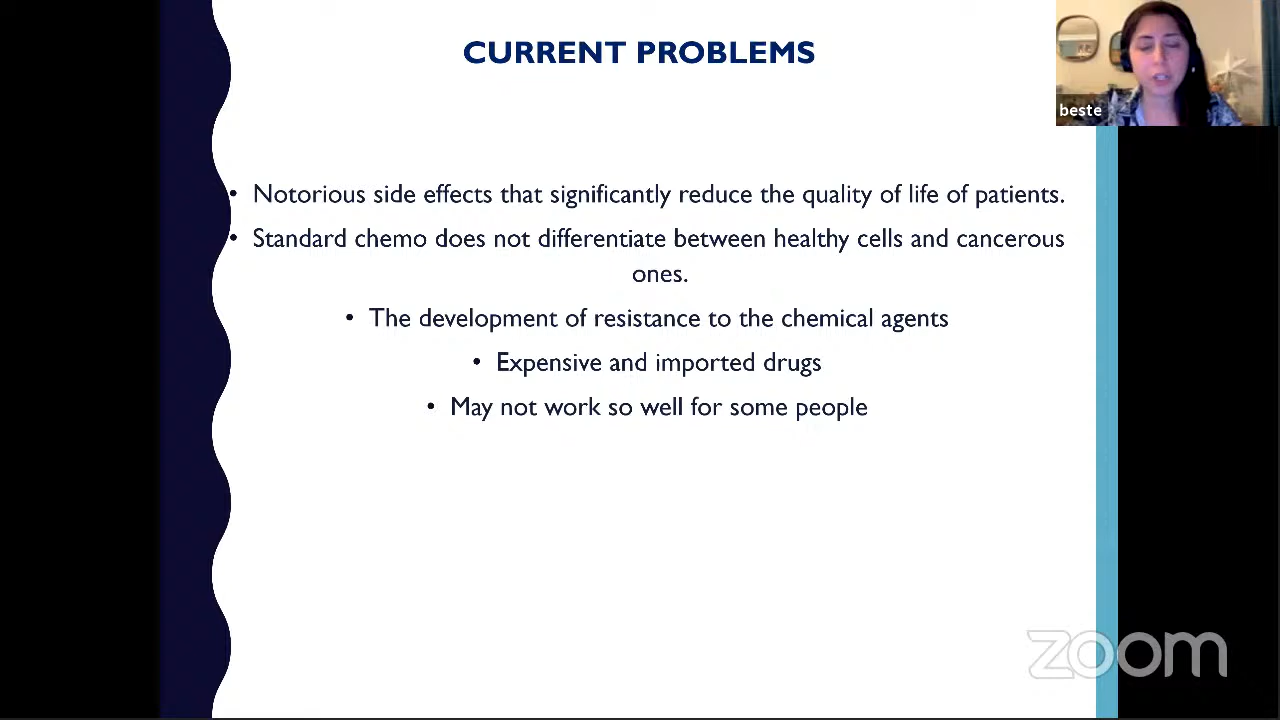 CURRENT PROBLEMS
beste
• Notorious side effects that significantly reduce the quality of life of patients.
• Standard chemo does not differentiate between healthy cells and cancerous
ones.
• The development of resistance to the chemical agents
• Expensive and imported drugs
• May not work so well for some people
zoom